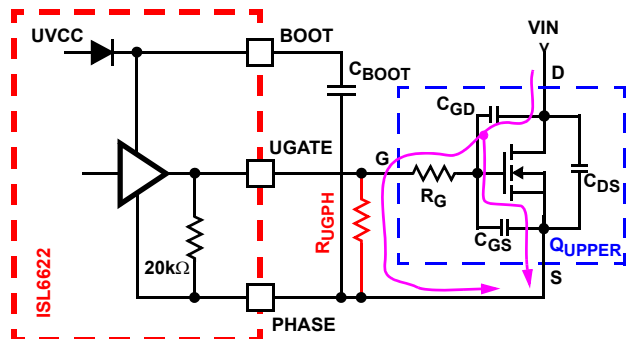 UVCC
BOOT
VIN
D
CBOOT
CGD
UGATE
G
RG
CDS
RUGPH
CGS
QUPPER
20kΩ
S
ISL6622
PHASE